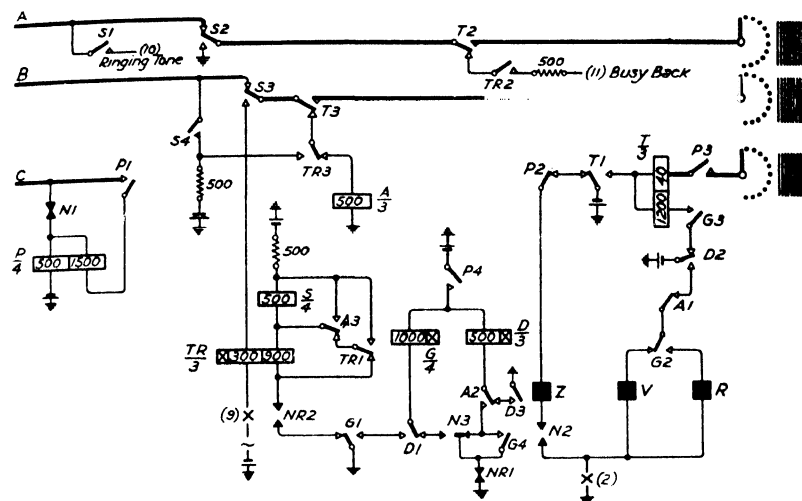 A
S1
(10)
Ringing Tone
S2
T2
TR2
500
(11) Busy Back
B
S3
T3
S4
500
TR3
500
A/3
C
P1
N1
P/4
500 1500
500
500
S/4
A3
TR1
TR/3
300 900
NR2
(9)
G1
P4
1000
G/4
500
D/3
A2
D3
D1
N3
G4
NR1
T/3
40
1200
P2
T1
P3
G3
D2
A1
G2
Z
V
R
N2
(2)